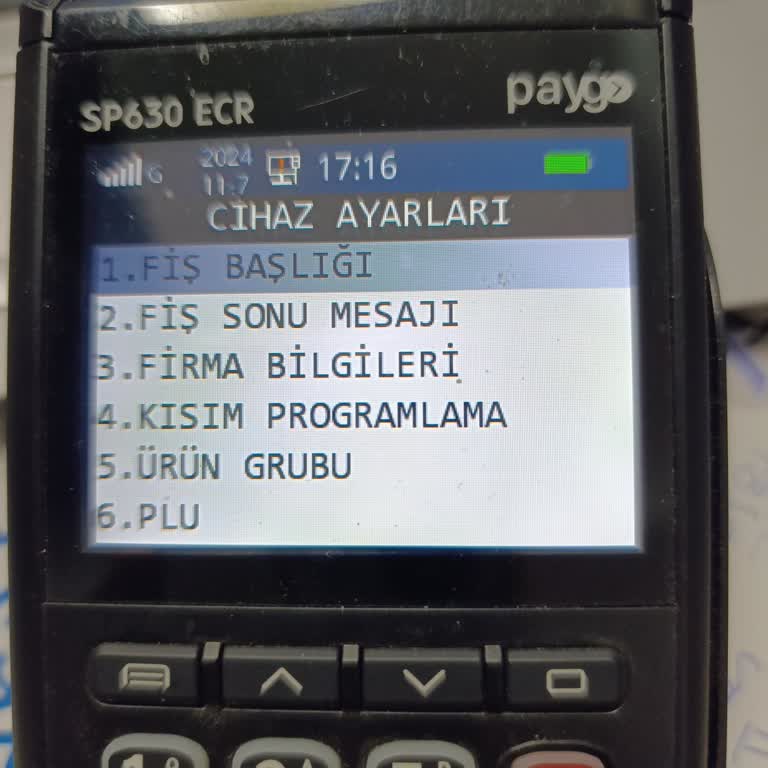 paygo
SP630 ECR
G 2024 17:16
11.7
CİHAZ AYARLARI
1.FİŞ BAŞLIĞI
2.FİŞ SONU MESAJI
3.FİRMA BİLGİLERİ
4.KISIM PROGRAMLAMA
5.ÜRÜN GRUBU
6.PLU